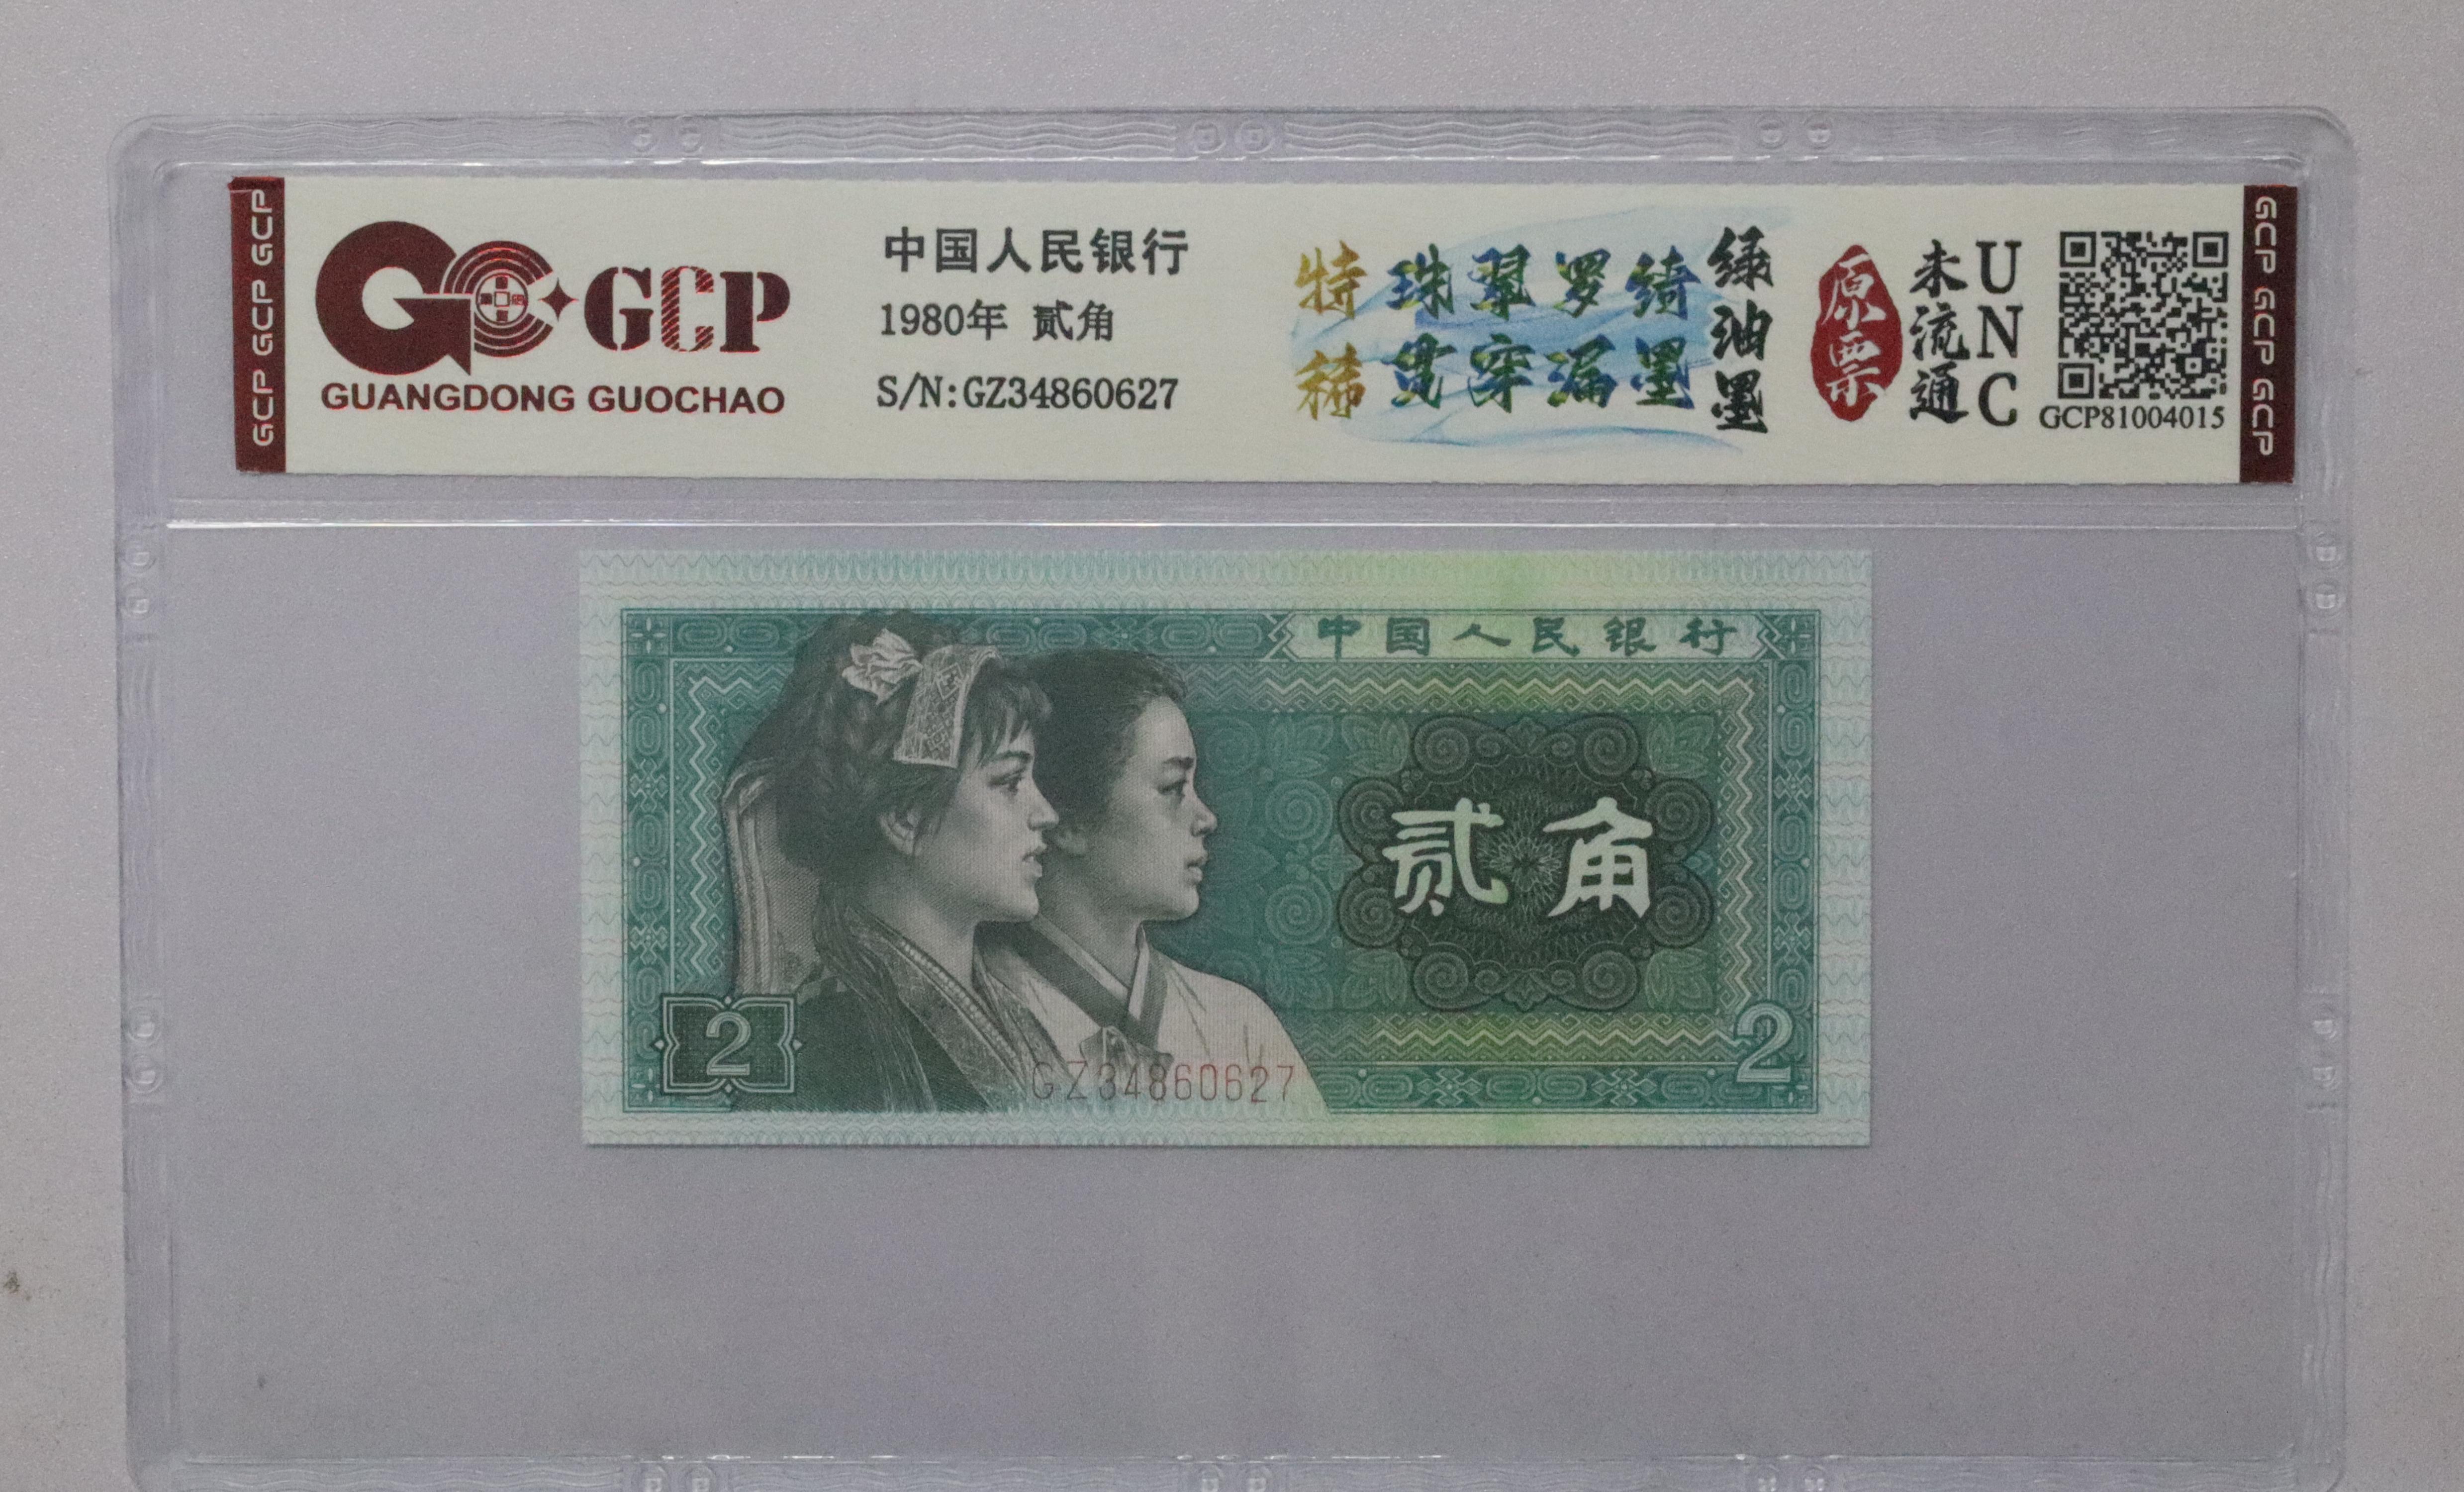 GCP GCP GCP
GCP
GUANGDONG GUOCHAO
中国人民银行
1980年 贰角
S/N:GZ34860627
特稀
珠翠罗绮
贯穿漏墨
绿油墨
原票
未流通
UNC
GCP81004015
GCP GCP GCP
中国人民银行
贰角
2
GZ34860627
2